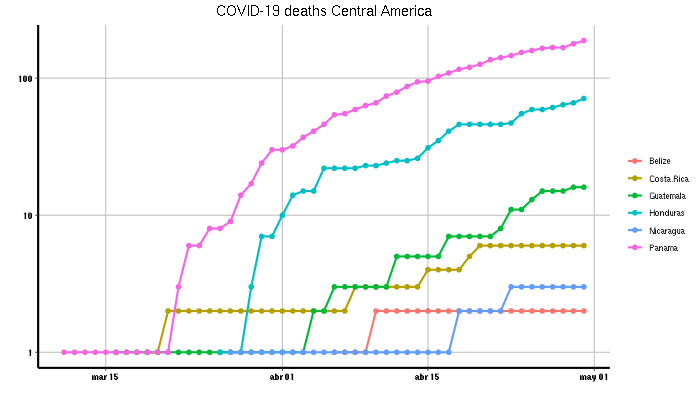 COVID-19 deaths Central America
100
10
1
mar 15
abr 01
abr 15
may 01
Belize
Costa.Rica
Guatemala
Honduras
Nicaragua
Panama